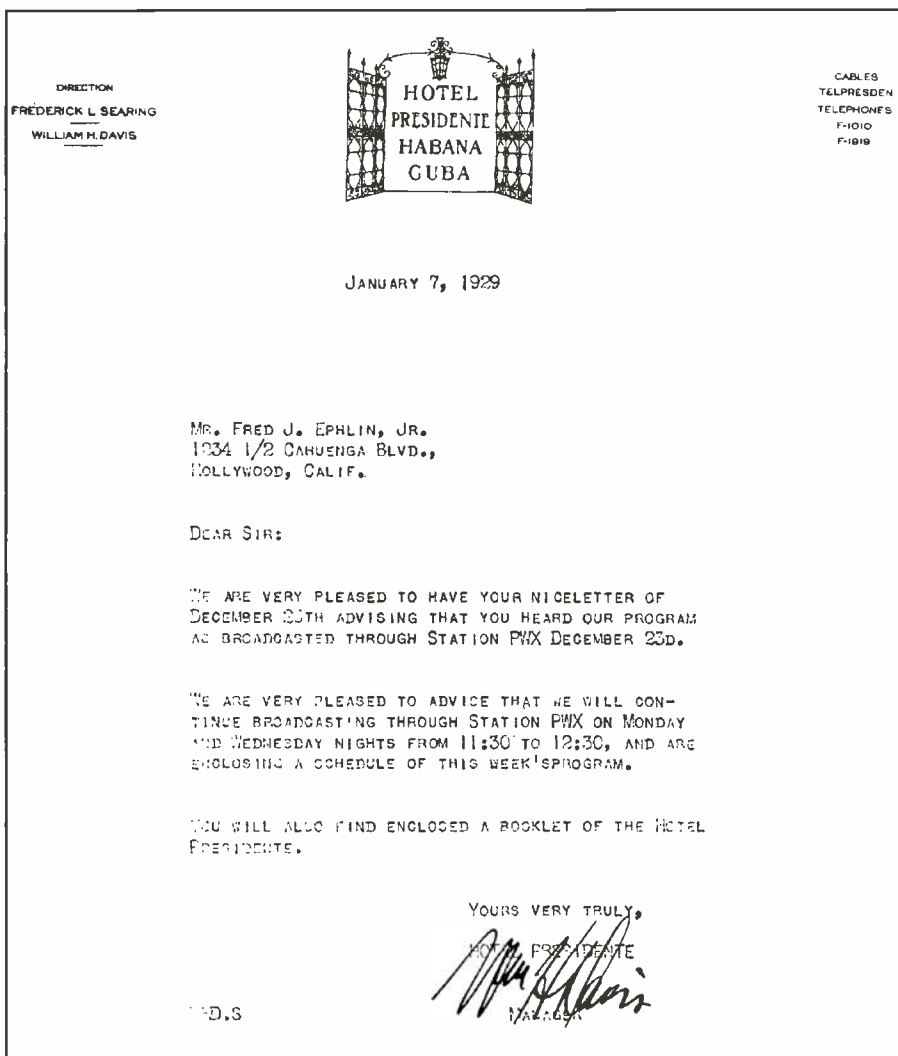 DIRECTION
FREDERICK L SEARING
WILLIAM H. DAVIS
HOTEL
PRESIDENTE
HABANA
CUBA
CABLES
TELPRESDEN
TELEPHONES
F-1010
F-1919
JANUARY 7, 1929
MR. FRED J. EPHLIN, JR.
1834 1/2 CAHUENGA BLVD.,
HOLLYWOOD, CALIF.
DEAR SIR:
WE ARE VERY PLEASED TO HAVE YOUR NICELETTER OF
DECEMBER ADVISING THAT YOU HEARD OUR PROGRAM
AS BROADCASTED THROUGH STATION PWX DECEMBER 23D.
WE ARE VERY PLEASED TO ADVICE THAT WE WILL CON-
TINUE BROADCASTING THROUGH STATION PWX ON MONDAY
AND WEDNESDAY NIGHTS FROM 11:30 TO 12:30, AND ARE
ENCLOSING A SCHEDULE OF THIS WEEK'SPROGRAM.
YOU WILL ALSO FIND ENCLOSED A BOOKLET OF THE HOTEL
PRESIDENTE.
YOURS VERY TRULY,
HOTEL PRESIDENTE
Wm H Davis
MANAGER